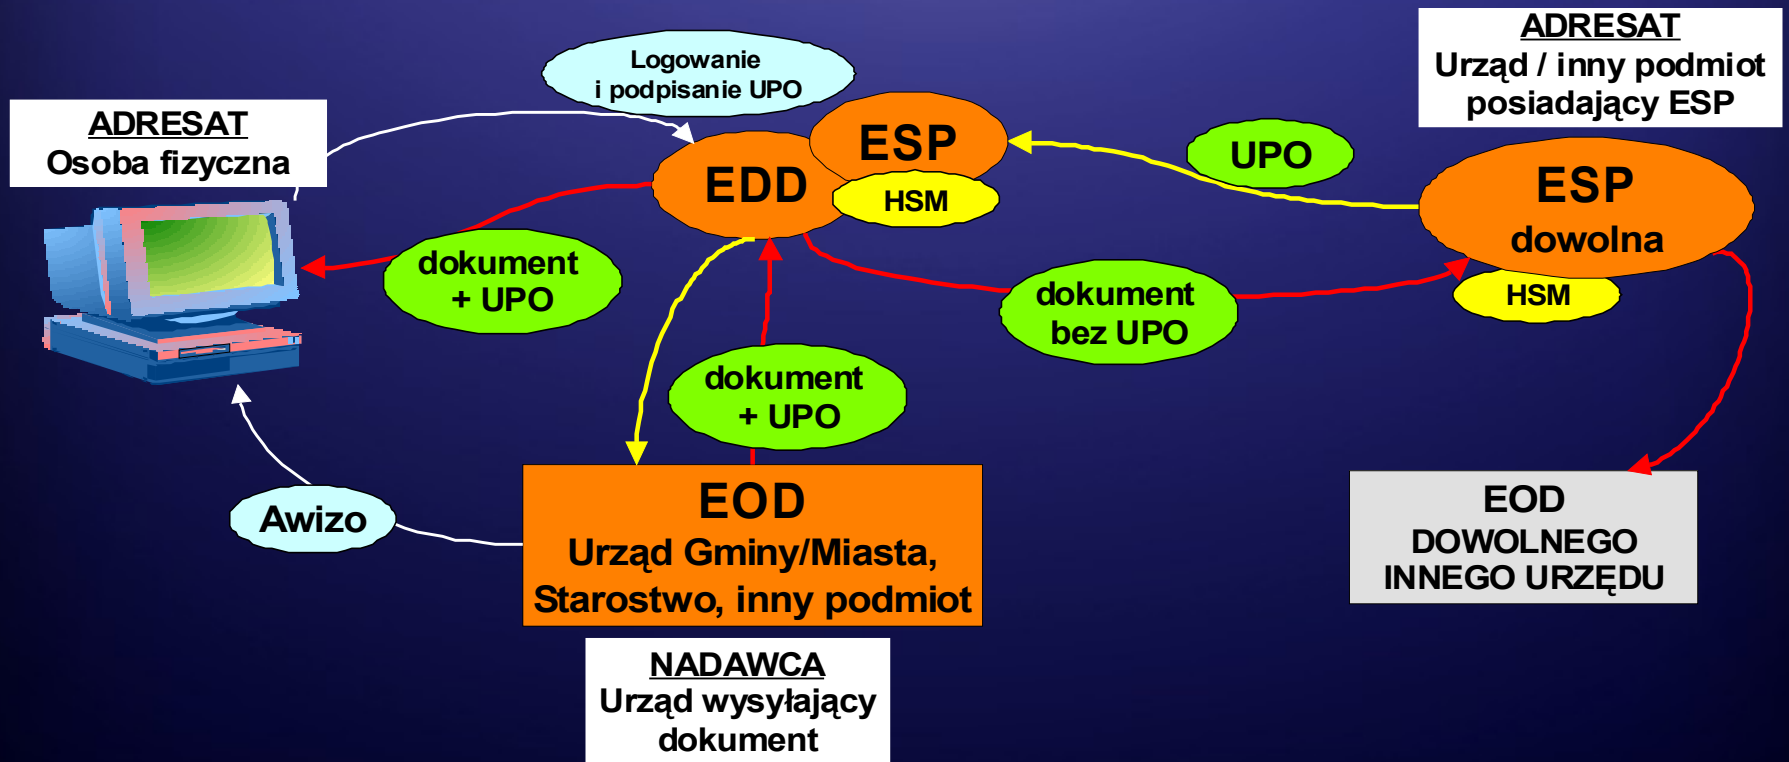 ADRESAT
Osoba fizyczna
Logowanie
i podpisanie UPO
EDD
ESP
HSM
UPO
ADRESAT
Urząd / inny podmiot
posiadający ESP
ESP
dowolna
HSM
dokument
+ UPO
dokument
bez UPO
dokument
+ UPO
Awizo
EOD
Urząd Gminy/Miasta,
Starostwo, inny podmiot
EOD
DOWOLNEGO
INNEGO URZĘDU
NADAWCA
Urząd wysyłający
dokument